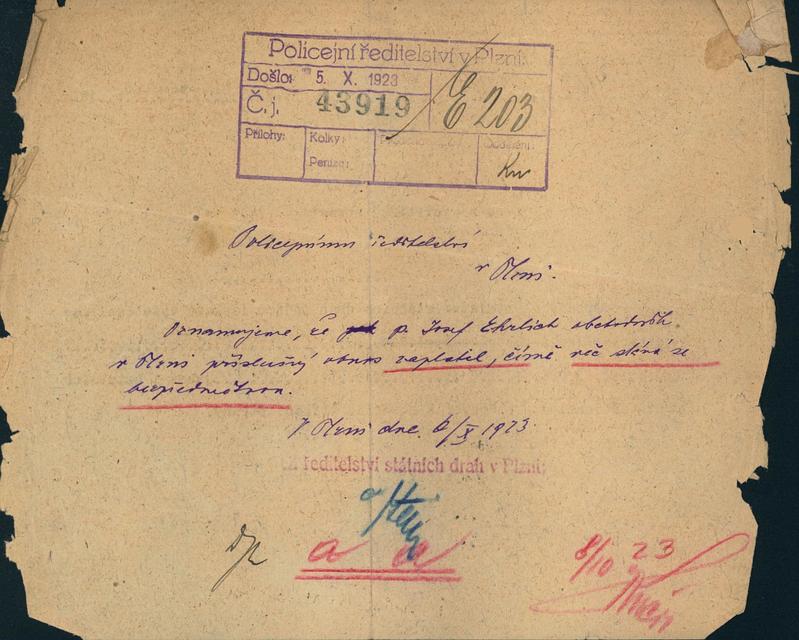 Policejní ředitelství v Plzni.
Došlo: 5. X. 1923
Č. j. 43919 E 203
Přílohy: Kolky:
Peníze:
Policejnímu ředitelství
v Plzni.
Oznamujeme, že p. Josef Ehrlich obchodník
v Plzni příslušný obnos zaplatil, čímž věc stává se
bezpředmětnou.
V Plzni dne 6/X 1923
ředitelství státních drah v Plzni:
a a
8/10 23